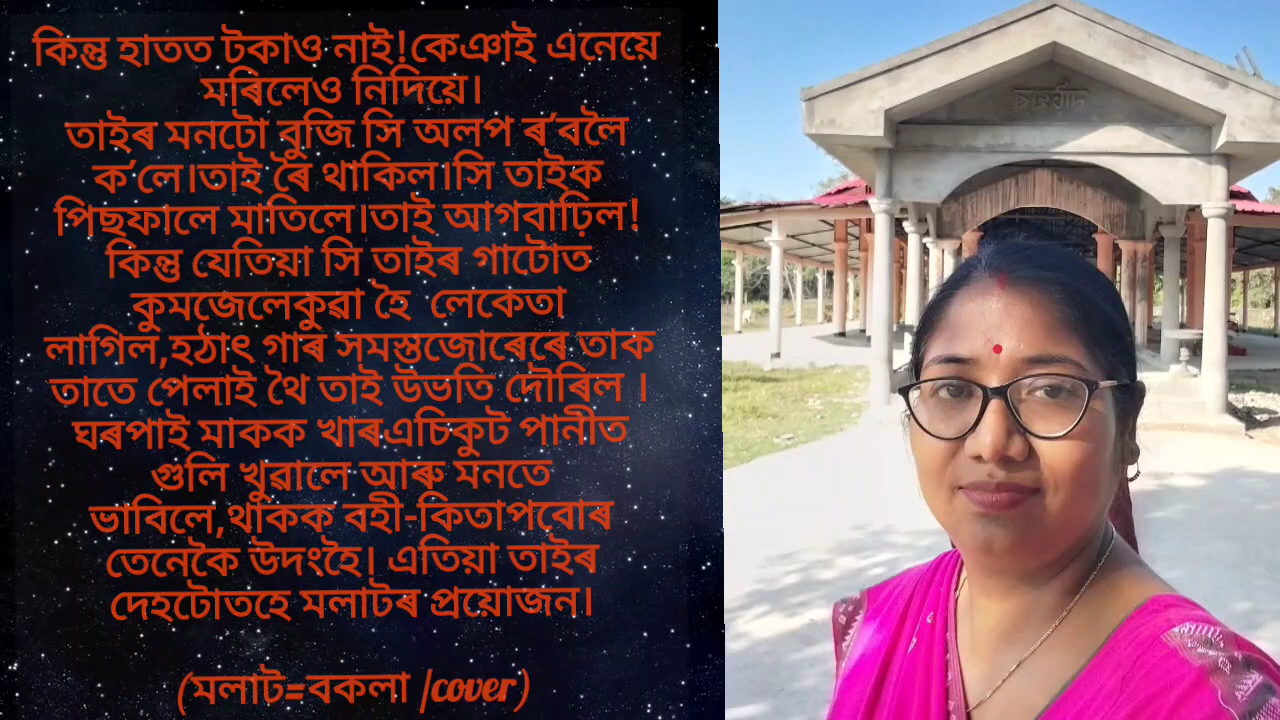 কিন্তু হাতত টকাও নাই!কেঞাই এনেয়ে
মৰিলেও নিদিয়ে।
তাইৰ মনটো বুজি সি অলপ ৰ'বলৈ
ক'লে।তাই ৰৈ থাকিল।সি তাইক
পিছফালে মাতিলে।তাই আগবাঢ়িল!
কিন্তু যেতিয়া সি তাইৰ গাটোত
কুমজেলেকুৱা হৈ লেকেতা
লাগিল,হঠাৎ গাৰ সমস্তজোৰেৰে তাক
তাতে পেলাই থৈ তাই উভতি দৌৰিল ।
ঘৰপাই মাকক খাৰএচিকুট পানীত
গুলি খুৱালে আৰু মনতে
ভাবিলে,থাকক বহী-কিতাপবোৰ
তেনেকৈ উদংহৈ। এতিয়া তাইৰ
দেহটোতহে মলাটৰ প্ৰয়োজন।
(মলাট=বকলা /cover)